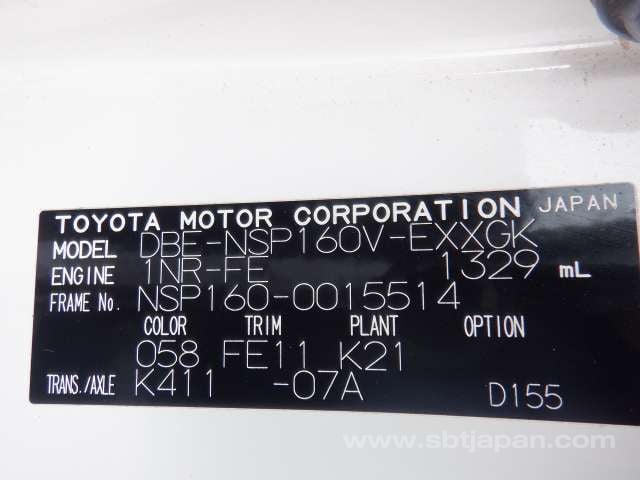 TOYOTA MOTOR CORPORATION JAPAN
MODEL DBE-NSP160V-EXXGK
ENGINE 1NR-FE 1329 mL
FRAME No. NSP160-0015514
COLOR TRIM PLANT OPTION
058 FE11 K21
TRANS./AXLE K411 -07A D155
www.sbtjapan.com